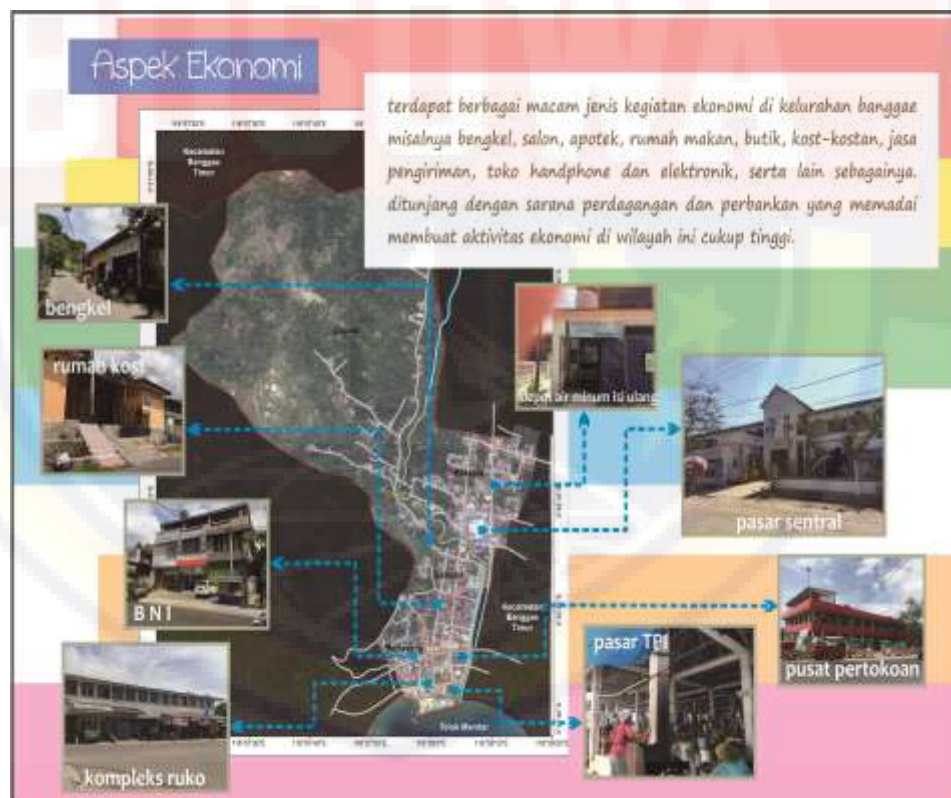 Aspek Ekonomi
terdapat berbagai macam jenis kegiatan ekonomi di kelurahan banggae
misalnya bengkel, salon, apotek, rumah makan, butik, kost-kostan, jasa
pengiriman, toko handphone dan elektronik, serta lain sebagainya.
ditunjang dengan sarana perdagangan dan perbankan yang memadai
membuat aktivitas ekonomi di wilayah ini cukup tinggi.
Kecamatan
Banggae
Timur
bengkel
rumah kost
depot air minum isi ulang
pasar sentral
B N I
Kecamatan
Banggae
Timur
pasar TPI
pusat pertokoan
Teluk Mandar
kompleks ruko